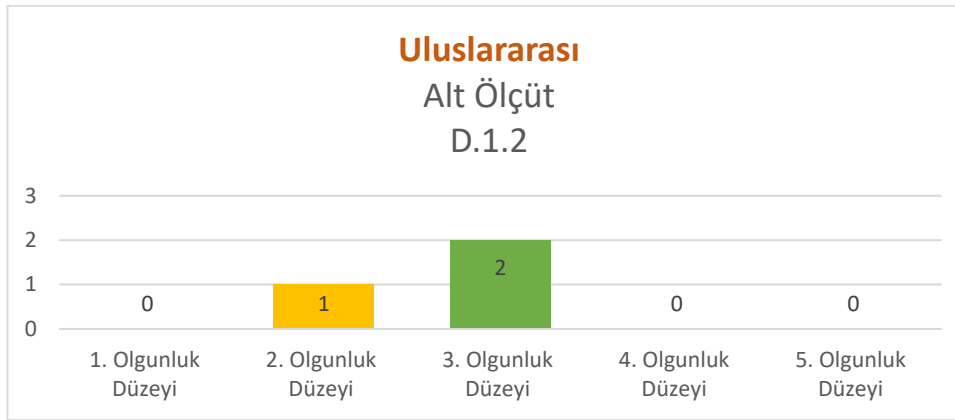 Uluslararası
Alt Ölçüt
D.1.2
3
2
1
0
0
1
2
0
0
1. Olgunluk
Düzeyi
2. Olgunluk
Düzeyi
3. Olgunluk
Düzeyi
4. Olgunluk
Düzeyi
5. Olgunluk
Düzeyi